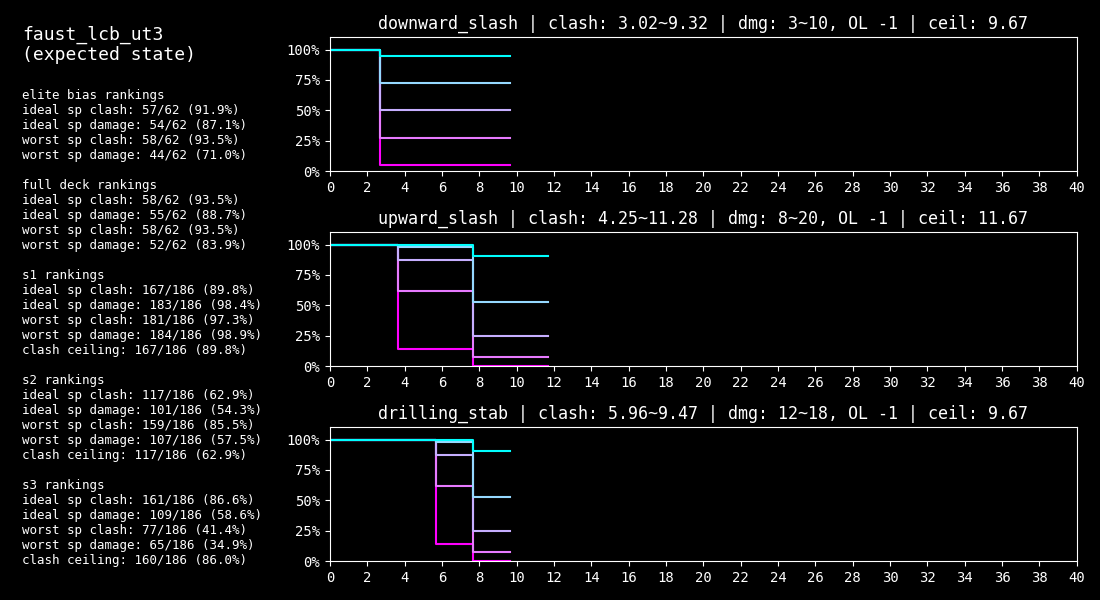 faust_lcb_ut3
(expected state)
elite bias rankings
ideal sp clash: 57/62 (91.9%)
ideal sp damage: 54/62 (87.1%)
worst sp clash: 58/62 (93.5%)
worst sp damage: 44/62 (71.0%)
full deck rankings
ideal sp clash: 58/62 (93.5%)
ideal sp damage: 55/62 (88.7%)
worst sp clash: 58/62 (93.5%)
worst sp damage: 52/62 (83.9%)
s1 rankings
ideal sp clash: 167/186 (89.8%)
ideal sp damage: 183/186 (98.4%)
worst sp clash: 181/186 (97.3%)
worst sp damage: 184/186 (98.9%)
clash ceiling: 167/186 (89.8%)
s2 rankings
ideal sp clash: 117/186 (62.9%)
ideal sp damage: 101/186 (54.3%)
worst sp clash: 159/186 (85.5%)
worst sp damage: 107/186 (57.5%)
clash ceiling: 117/186 (62.9%)
s3 rankings
ideal sp clash: 161/186 (86.6%)
ideal sp damage: 109/186 (58.6%)
worst sp clash: 77/186 (41.4%)
worst sp damage: 65/186 (34.9%)
clash ceiling: 160/186 (86.0%)
downward_slash | clash: 3.02~9.32 | dmg: 3~10, OL -1 | ceil: 9.67
100%
75%
50%
25%
0%
0 2 4 6 8 10 12 14 16 18 20 22 24 26 28 30 32 34 36 38 40
upward_slash | clash: 4.25~11.28 | dmg: 8~20, OL -1 | ceil: 11.67
100%
75%
50%
25%
0%
0 2 4 6 8 10 12 14 16 18 20 22 24 26 28 30 32 34 36 38 40
drilling_stab | clash: 5.96~9.47 | dmg: 12~18, OL -1 | ceil: 9.67
100%
75%
50%
25%
0%
0 2 4 6 8 10 12 14 16 18 20 22 24 26 28 30 32 34 36 38 40